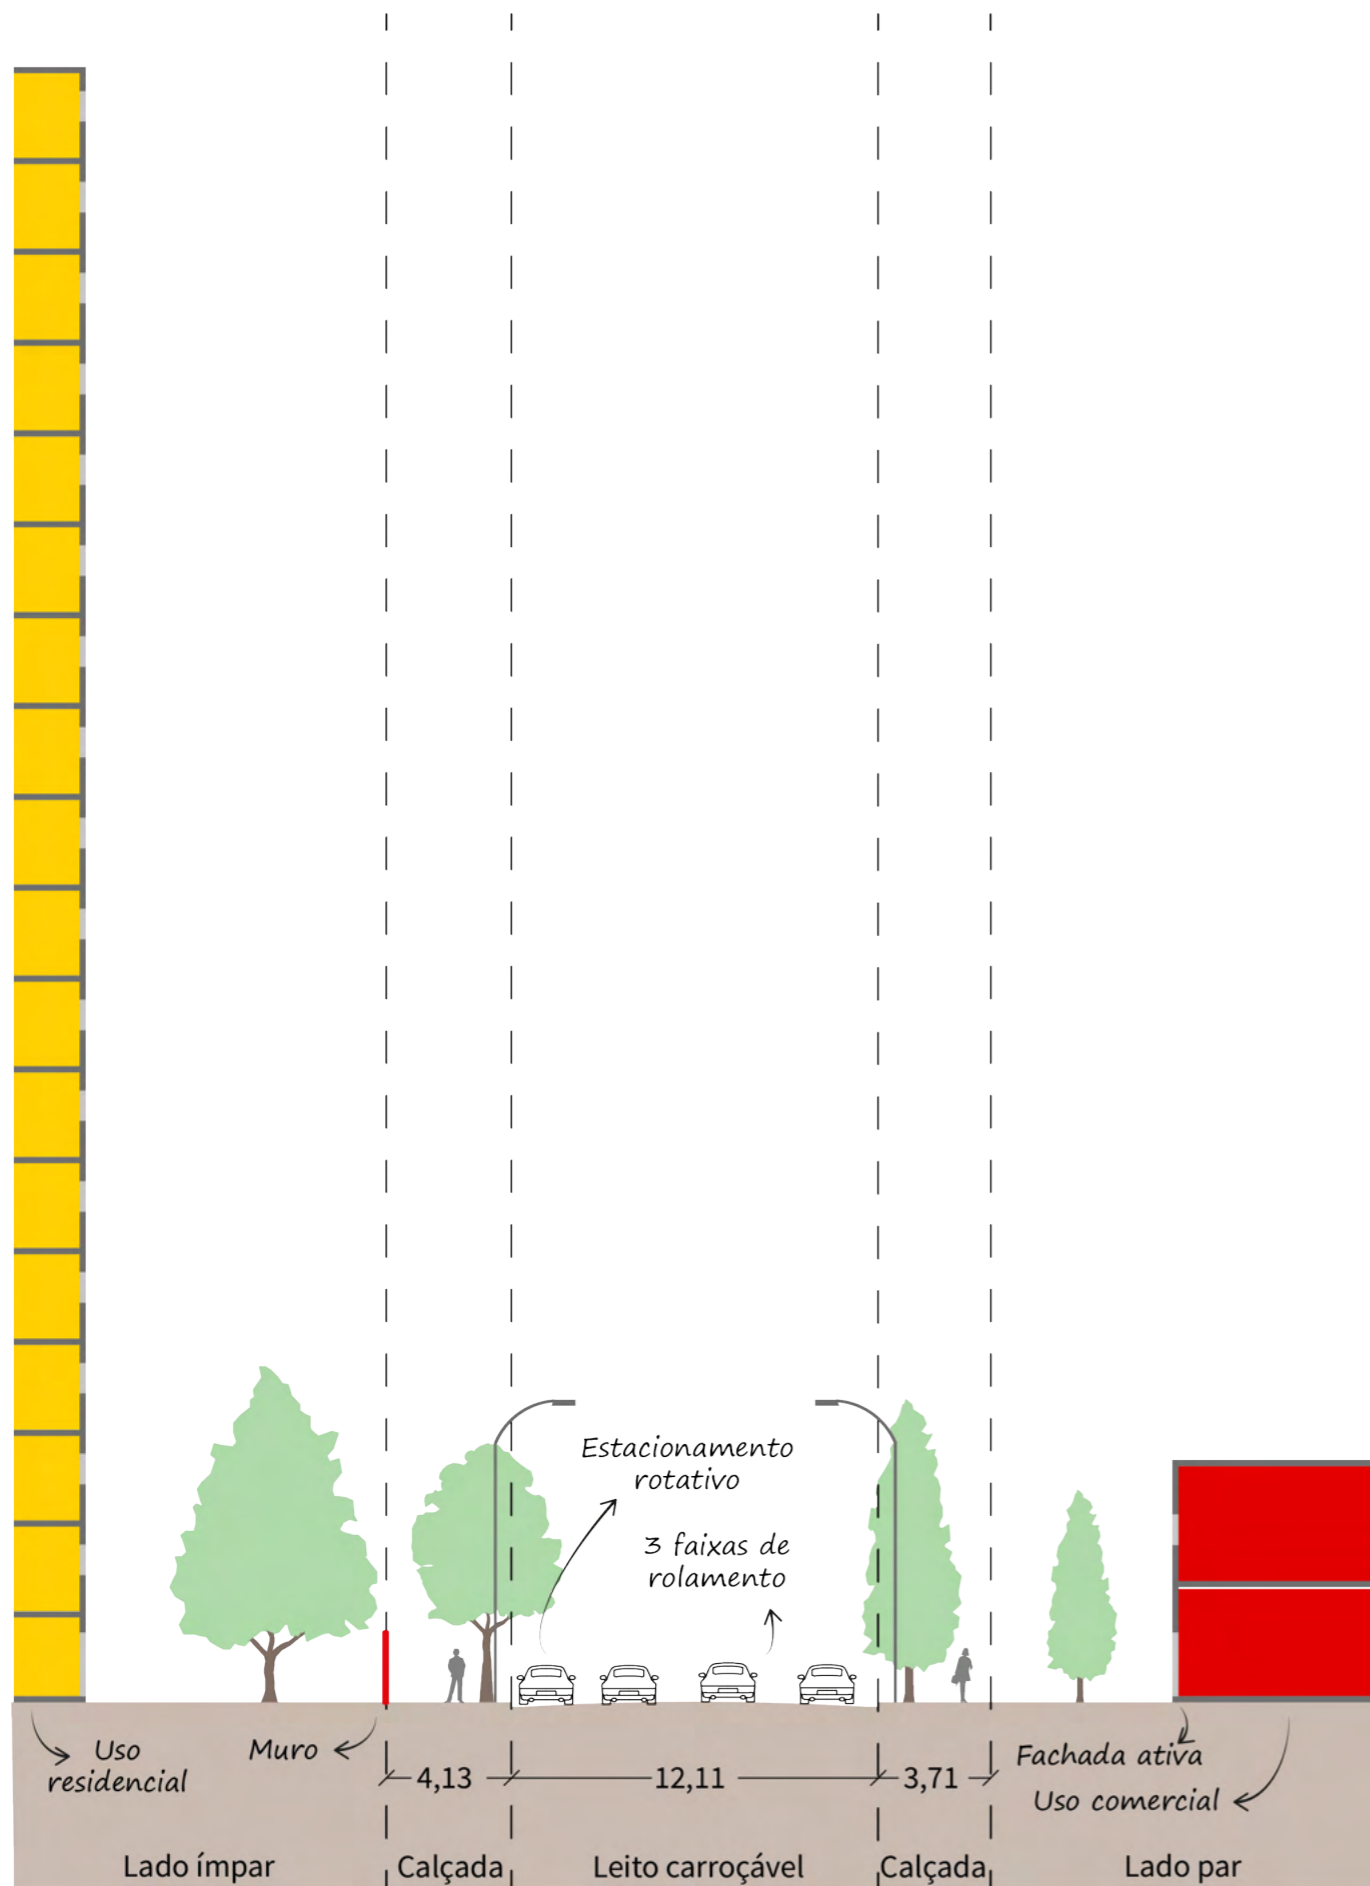 Estacionamento
rotativo
3 faixas de
rolamento
Uso
residencial
Muro
4,13
12,11
3,71
Fachada ativa
Uso comercial
Lado ímpar
Calçada
Leito carroçável
Calçada
Lado par